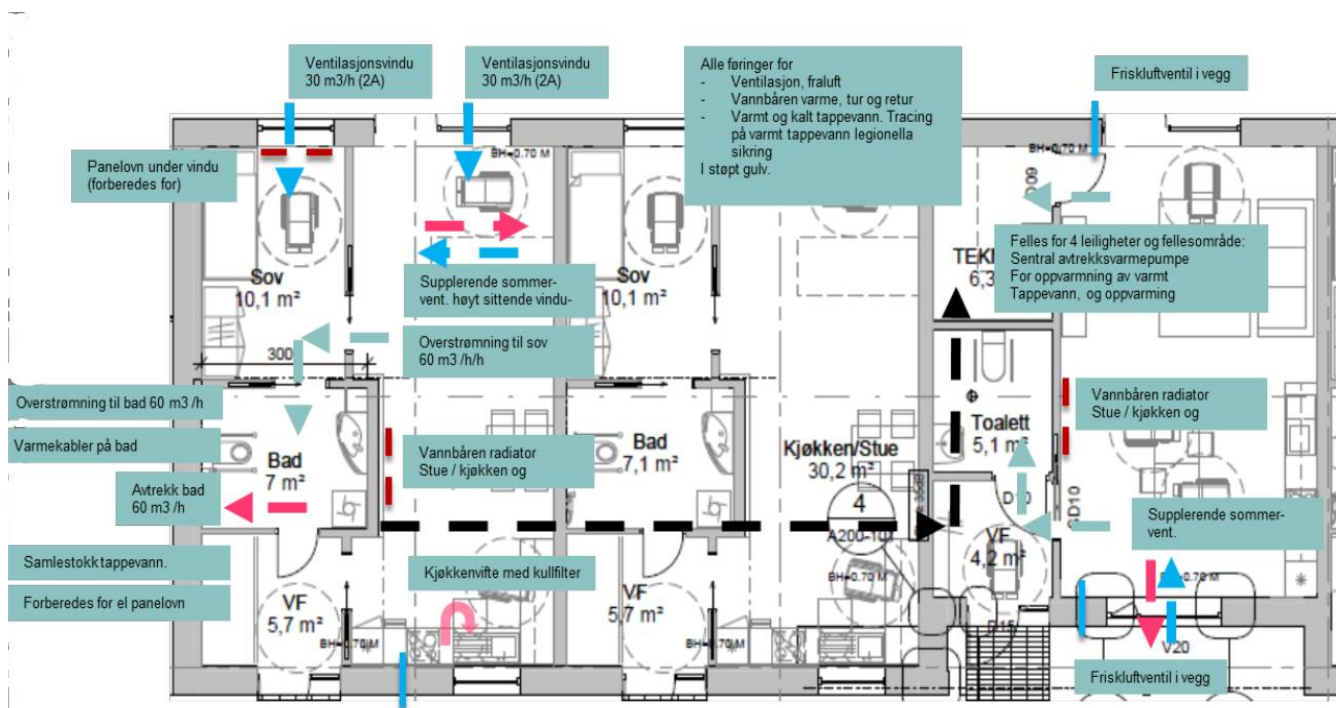 Ventilasjonsvindu
30 m3/h (2A)
Ventilasjonsvindu
30 m3/h (2A)
Alle føringer for
- Ventilasjon, fraluft
- Vannbåren varme, tur og retur
- Varmt og kalt tappevann. Tracing
på varmt tappevann legionella
sikring
I støpt gulv.
Friskluftventil i vegg
Panelovn under vindu
(forberedes for)
BH=0.70 M
BH=0.70 M
D09
Felles for 4 leiligheter og fellesområde:
Sentral avtrekksvarmepumpe
For oppvarmning av varmt
Tappevann, og oppvarming
Sov
10,1 m²
Supplerende sommer-
vent. høyt sittende vindu-
Sov
10,1 m²
Overstrømning til sov
60 m3 /h/h
300
Overstrømning til bad 60 m3 /h
Varmekabler på bad
Bad
7 m²
Avtrekk bad
60 m3 /h
Vannbåren radiator
Stue / kjøkken og
Bad
7,1 m²
Kjøkken/Stue
30,2 m²
Toalett
5,1 m²
Vannbåren radiator
Stue / kjøkken og
4
A200-101
SD10
Supplerende sommer-
vent.
Samlestokk tappevann.
Forberedes for el panelovn
Kjøkkenvifte med kullfilter
VF
4,2 m²
BH=0.70 M
BH=0.70 M
VF
5,7 m²
VF
5,7 m²
BH=0.70 M
BH=0.70 M
D15
V20
Friskluftventil i vegg